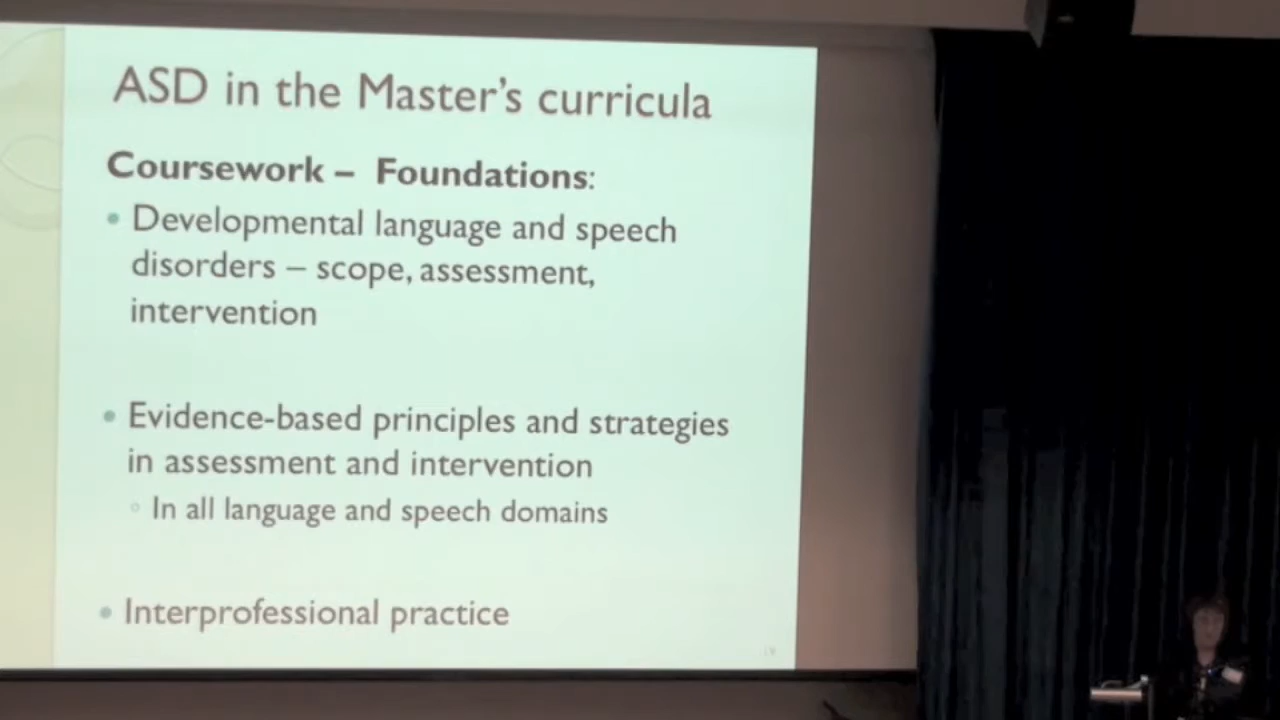 ASD in the Master's curricula
Coursework – Foundations:
• Developmental language and speech
disorders – scope, assessment,
intervention
• Evidence-based principles and strategies
in assessment and intervention
◦ In all language and speech domains
• Interprofessional practice